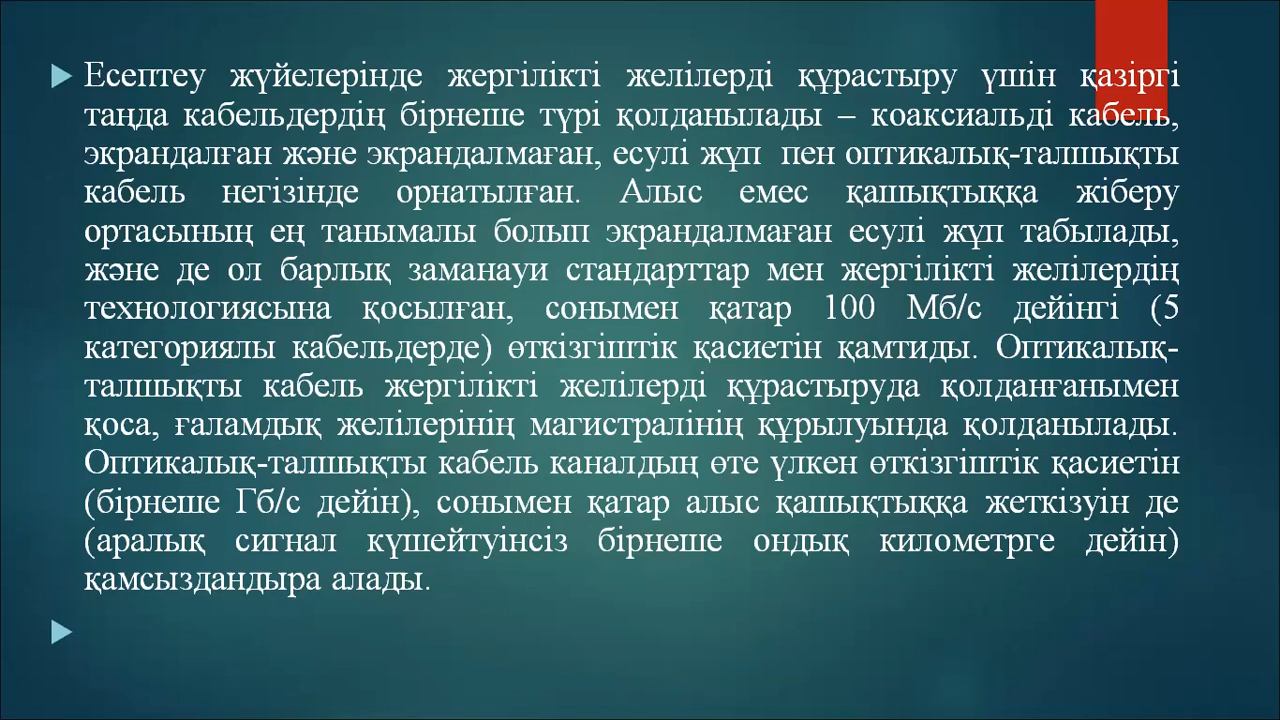 Есептеу жүйелерінде жергілікті желілерді құрастыру үшін қазіргі
таңда кабельдердің бірнеше түрі қолданылады – коаксиальді кабель,
экрандалған және экрандалмаған, есулі жұп пен оптикалық-талшықты
кабель негізінде орнатылған. Алыс емес қашықтыққа жіберу
ортасының ең танымалы болып экрандалмаған есулі жұп табылады,
және де ол барлық заманауи стандарттар мен жергілікті желілердің
технологиясына қосылған, сонымен қатар 100 Мб/с дейінгі (5
категориялы кабельдерде) өткізгіштік қасиетін қамтиды. Оптикалық-
талшықты кабель жергілікті желілерді құрастыруда қолданғанымен
қоса, ғаламдық желілерінің магистралінің құрылуында қолданылады.
Оптикалық-талшықты кабель каналдың өте үлкен өткізгіштік қасиетін
(бірнеше Гб/с дейін), сонымен қатар алыс қашықтыққа жеткізуін де
(аралық сигнал күшейтуінсіз бірнеше ондық километрге дейін)
қамсыздандыра алады.